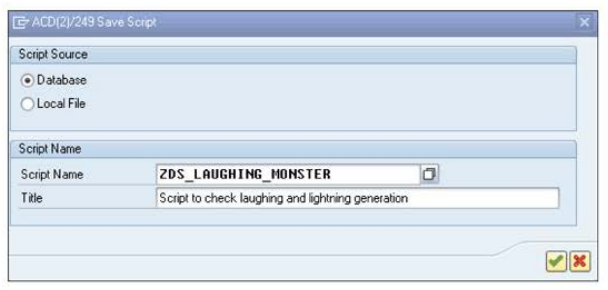 ACD(2)/249 Save Script
Script Source
Database
Local File
Script Name
Script Name ZDS_LAUGHING_MONSTER
Title Script to check laughing and lightning generation